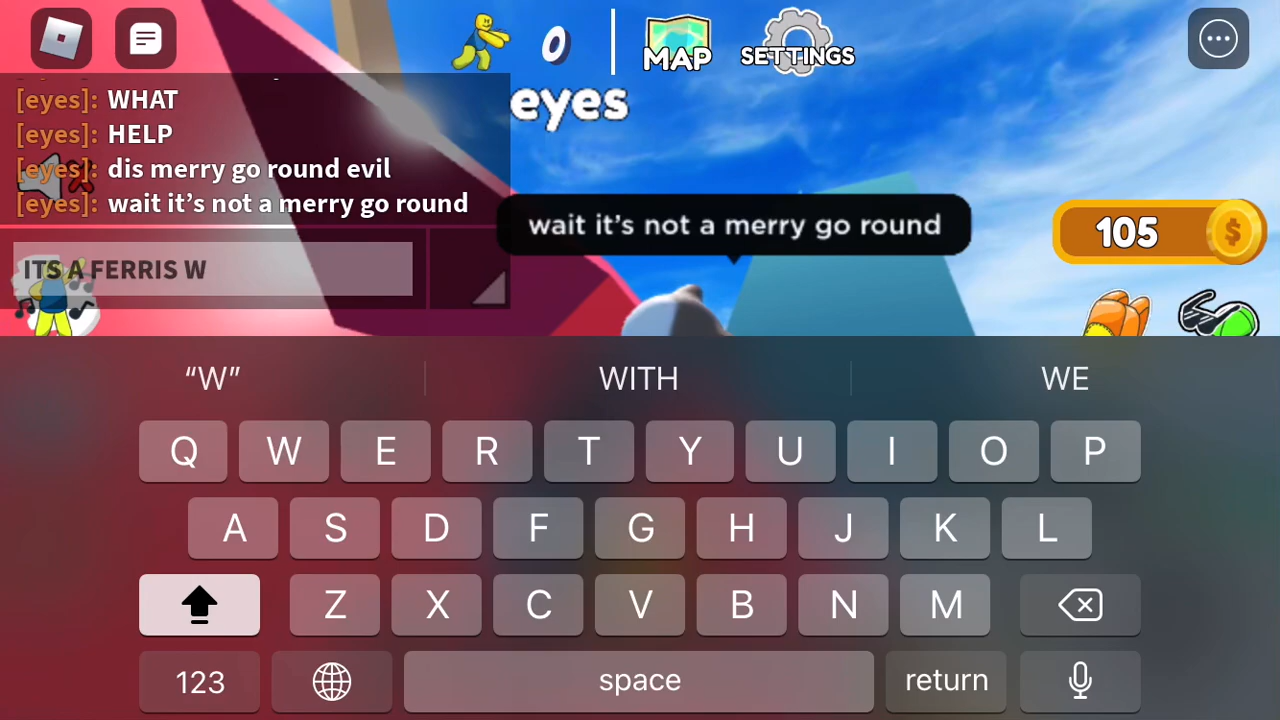 MAP
SETTINGS
eyes
[eyes]: WHAT
[eyes]: HELP
[eyes]: dis merry go round evil
[eyes]: wait it’s not a merry go round
wait it’s not a merry go round
105
ITS A FERRIS W
“W” WITH WE
Q W E R T Y U I O P
A S D F G H J K L
Z X C V B N M
123 space return